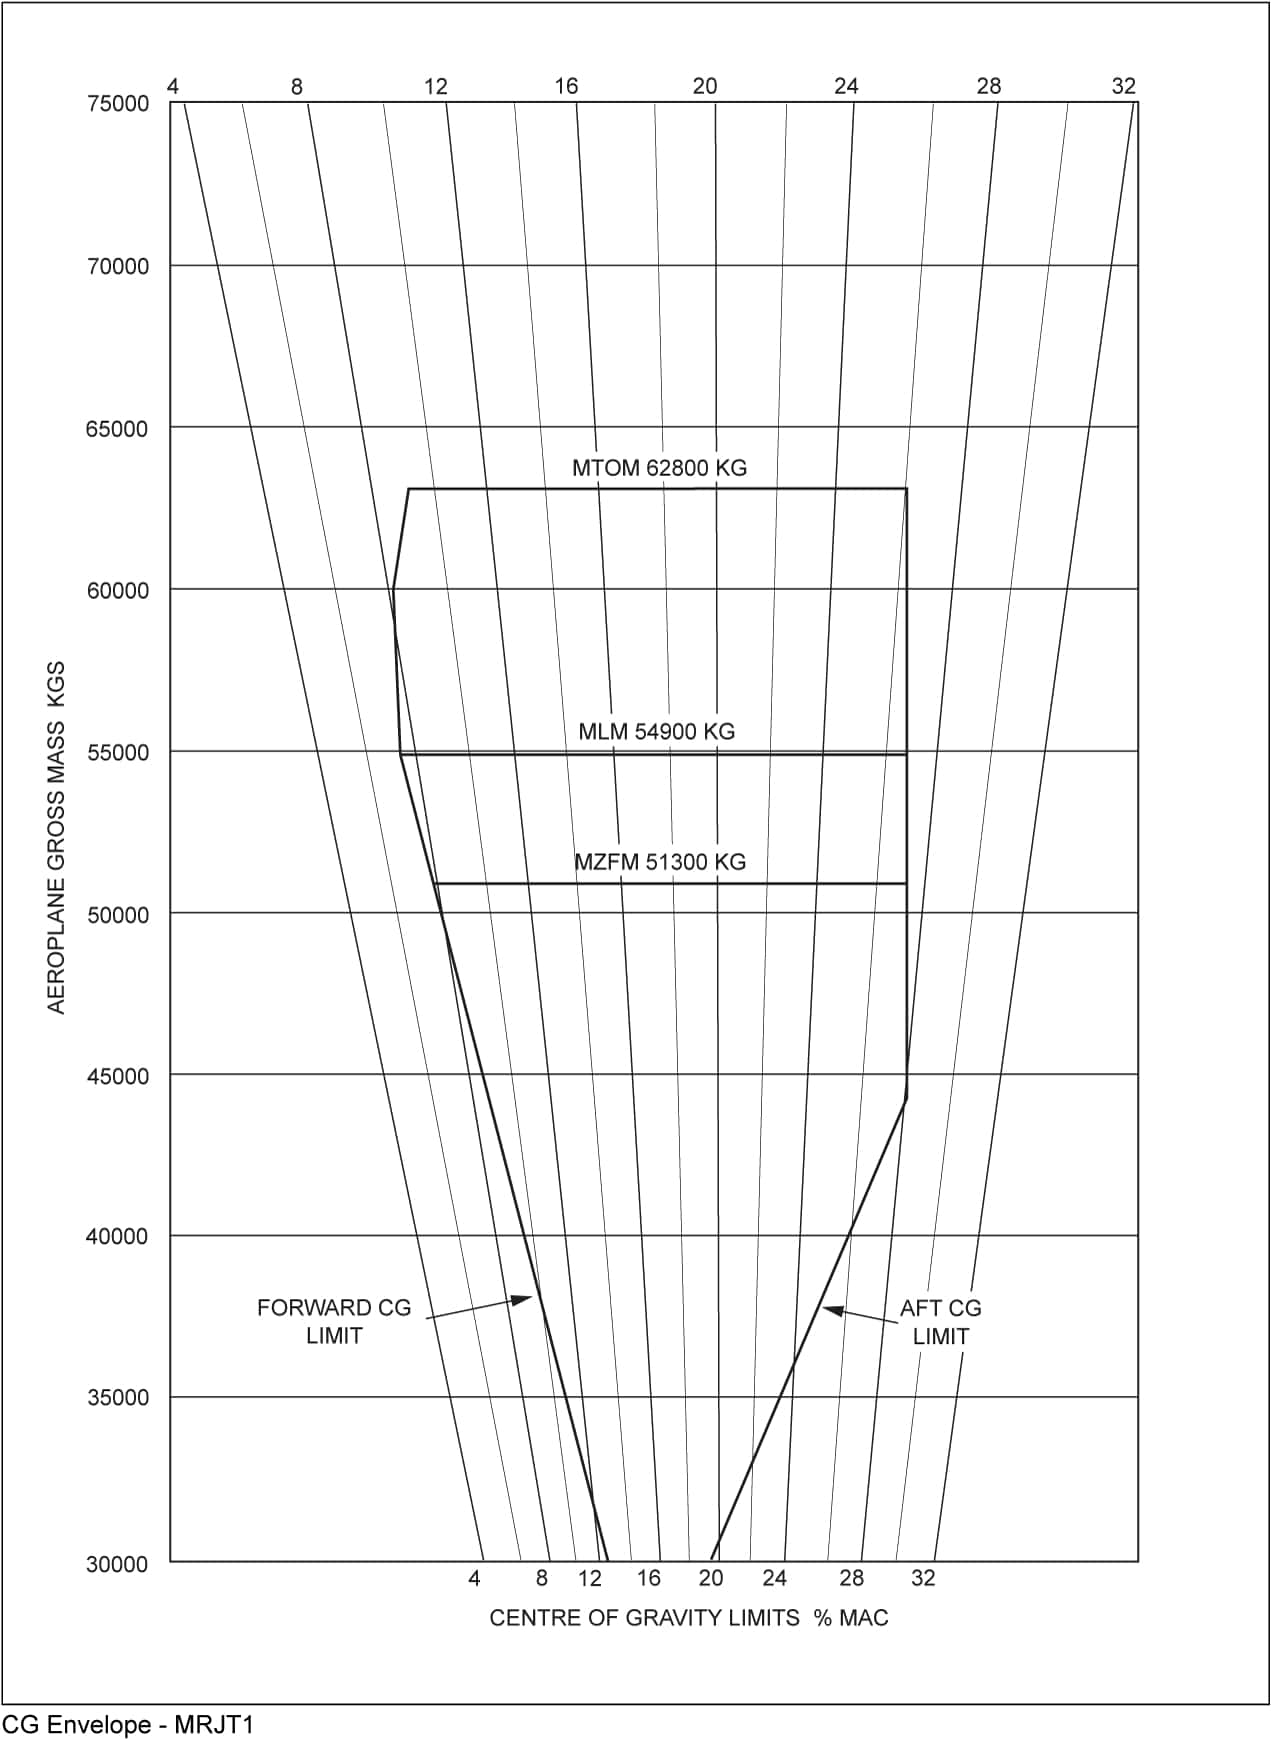 4 8 12 16 20 24 28 32
75000
70000
65000
MTOM 62800 KG
60000
MLM 54900 KG
55000
MZFM 51300 KG
50000
45000
40000
FORWARD CG
LIMIT
AFT CG
LIMIT
35000
30000
4 8 12 16 20 24 28 32
AEROPLANE GROSS MASS KGS
CENTRE OF GRAVITY LIMITS % MAC
CG Envelope - MRJT1